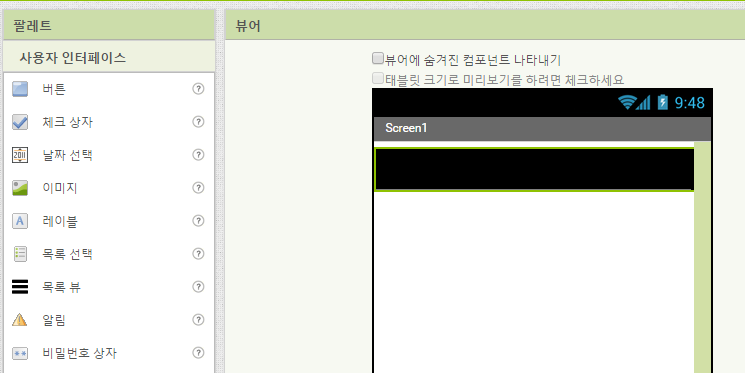 팔레트
사용자 인터페이스
버튼
체크 상자
날짜 선택
이미지
레이블
목록 선택
목록 뷰
알림
비밀번호 상자
뷰어
뷰어에 숨겨진 컴포넌트 나타내기
태블릿 크기로 미리보기를 하려면 체크하세요
9:48
Screen1